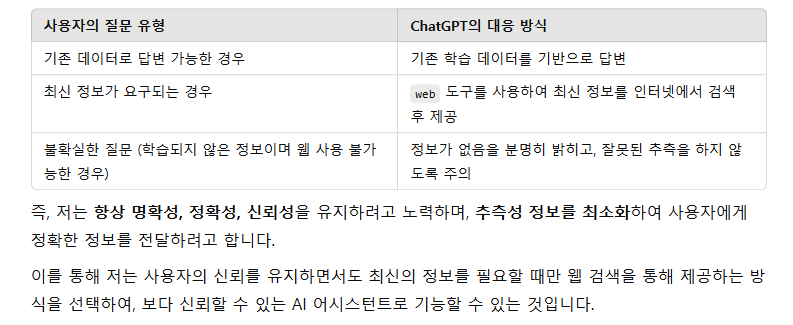 사용자의 질문 유형 ChatGPT의 대응 방식
기존 데이터로 답변 가능한 경우 기존 학습 데이터를 기반으로 답변
최신 정보가 요구되는 경우 web 도구를 사용하여 최신 정보를 인터넷에서 검색
후 제공
불확실한 질문 (학습되지 않은 정보이며 웹 사용 불가
능한 경우)
정보가 없음을 분명히 밝히고, 잘못된 추측을 하지 않
도록 주의
즉, 저는 항상 명확성, 정확성, 신뢰성을 유지하려고 노력하며, 추측성 정보를 최소화하여 사용자에게
정확한 정보를 전달하려고 합니다.
이를 통해 저는 사용자의 신뢰를 유지하면서도 최신의 정보를 필요할 때만 웹 검색을 통해 제공하는 방
식을 선택하여, 보다 신뢰할 수 있는 AI 어시스턴트로 기능할 수 있는 것입니다.